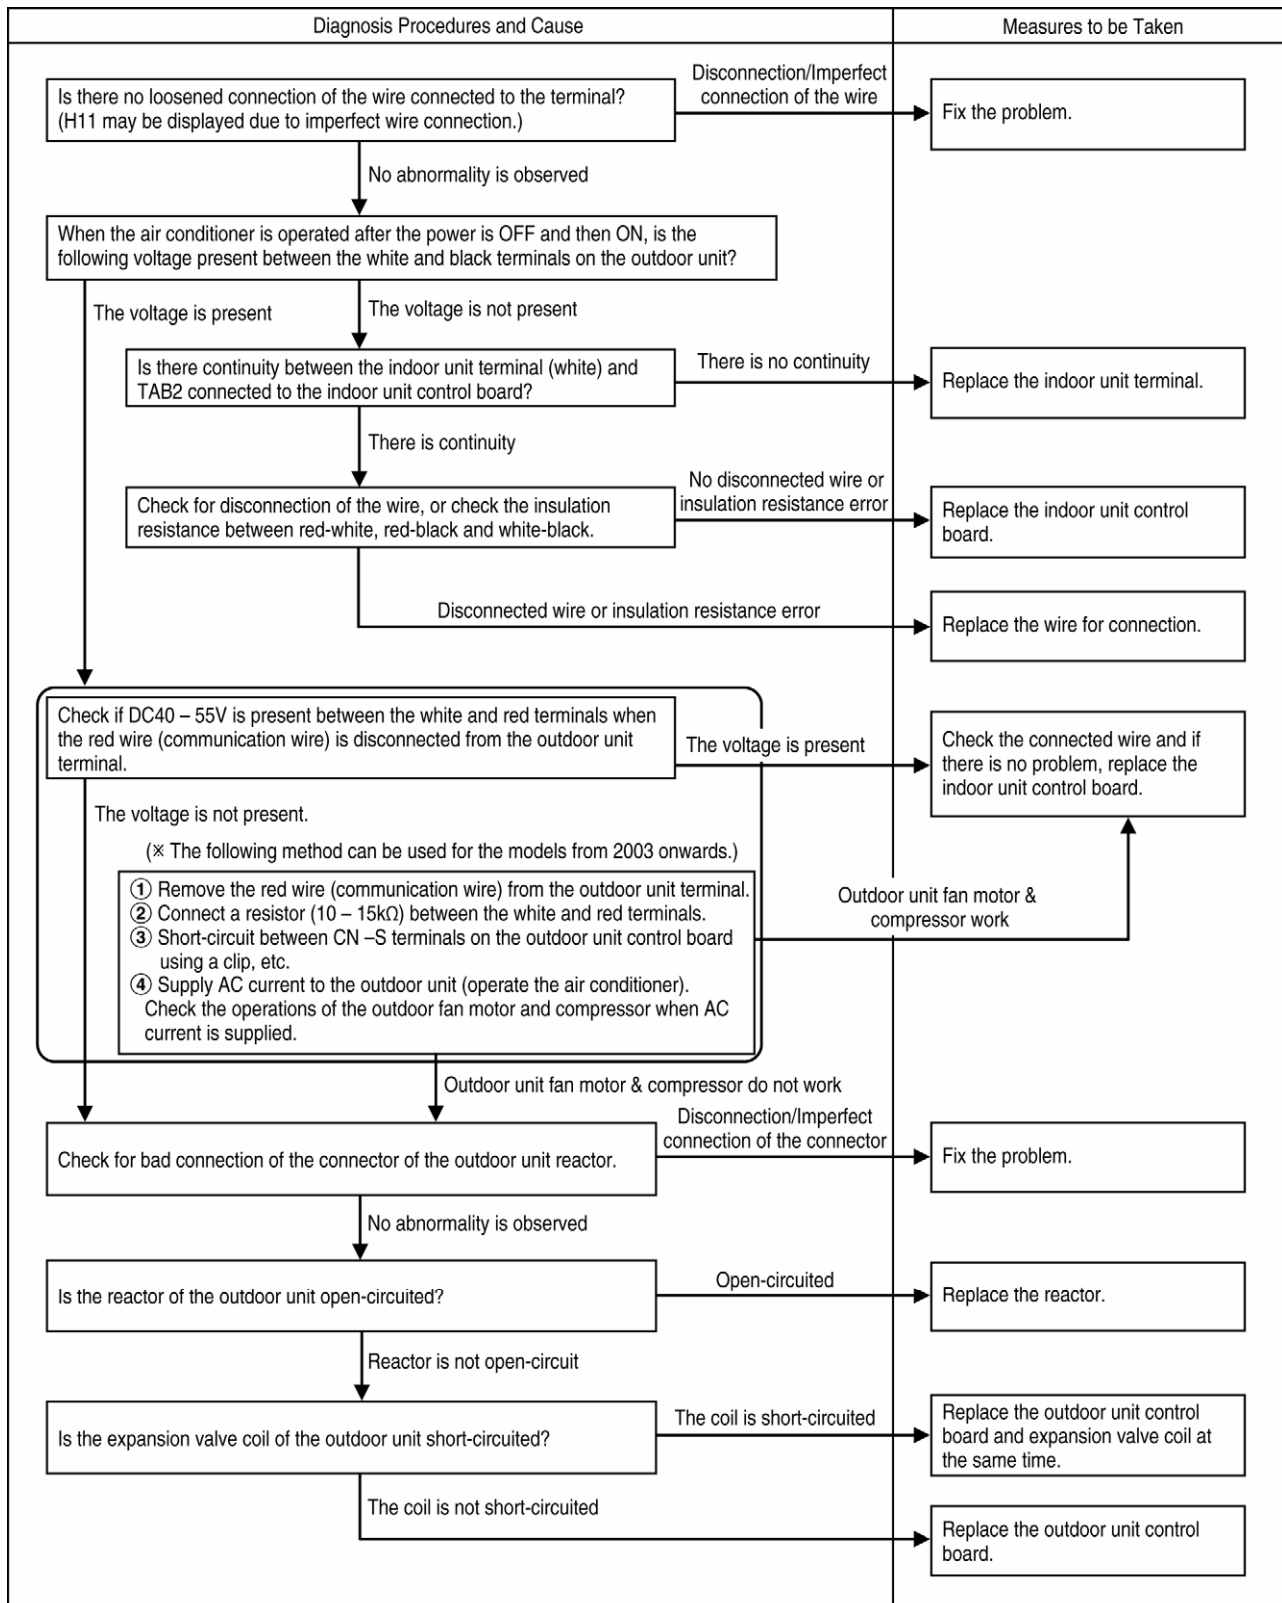 Diagnosis Procedures and Cause
Measures to be Taken
Is there no loosened connection of the wire connected to the terminal?
(H11 may be displayed due to imperfect wire connection.)
Disconnection/Imperfect
connection of the wire
Fix the problem.
No abnormality is observed
When the air conditioner is operated after the power is OFF and then ON, is the
following voltage present between the white and black terminals on the outdoor unit?
The voltage is present
The voltage is not present
Is there continuity between the indoor unit terminal (white) and
TAB2 connected to the indoor unit control board?
There is no continuity
Replace the indoor unit terminal.
There is continuity
Check for disconnection of the wire, or check the insulation
resistance between red-white, red-black and white-black.
No disconnected wire or
insulation resistance error
Replace the indoor unit control
board.
Disconnected wire or insulation resistance error
Replace the wire for connection.
Check if DC40 – 55V is present between the white and red terminals when
the red wire (communication wire) is disconnected from the outdoor unit
terminal.
The voltage is present
Check the connected wire and if
there is no problem, replace the
indoor unit control board.
The voltage is not present.
(※ The following method can be used for the models from 2003 onwards.)
① Remove the red wire (communication wire) from the outdoor unit terminal.
② Connect a resistor (10 – 15kΩ) between the white and red terminals.
③ Short-circuit between CN –S terminals on the outdoor unit control board
using a clip, etc.
④ Supply AC current to the outdoor unit (operate the air conditioner).
Check the operations of the outdoor fan motor and compressor when AC
current is supplied.
Outdoor unit fan motor &
compressor work
Outdoor unit fan motor & compressor do not work
Check for bad connection of the connector of the outdoor unit reactor.
Disconnection/Imperfect
connection of the connector
Fix the problem.
No abnormality is observed
Is the reactor of the outdoor unit open-circuited?
Open-circuited
Replace the reactor.
Reactor is not open-circuit
Is the expansion valve coil of the outdoor unit short-circuited?
The coil is short-circuited
Replace the outdoor unit control
board and expansion valve coil at
the same time.
The coil is not short-circuited
Replace the outdoor unit control
board.